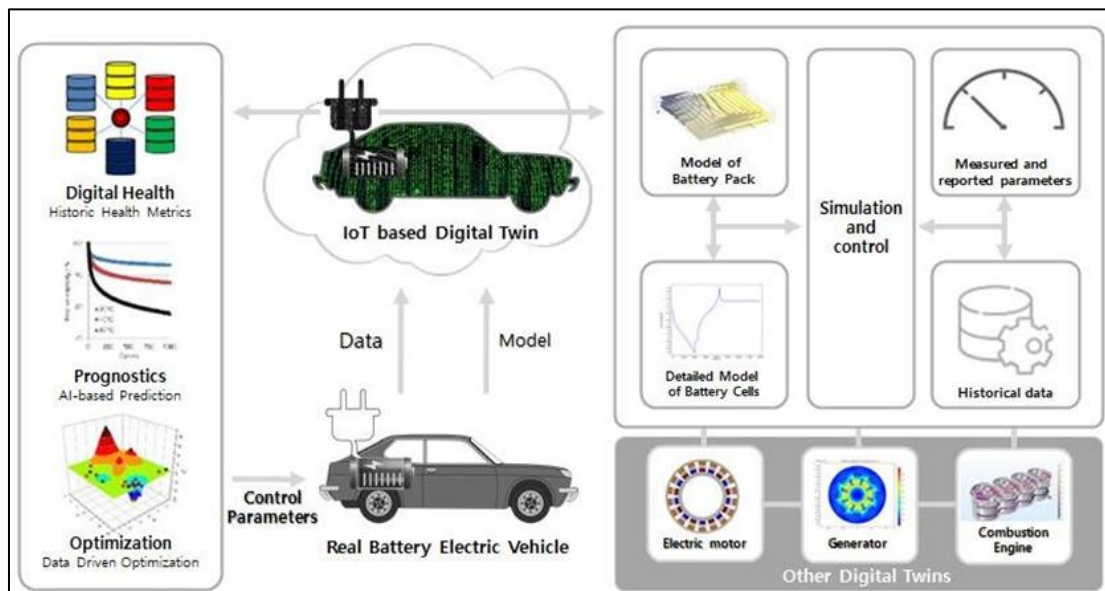 Digital Health
Historic Health Metrics
Prognostics
AI-based Prediction
Optimization
Data Driven Optimization
IoT based Digital Twin
Data
Model
Control
Parameters
Real Battery Electric Vehicle
Model of
Battery Pack
Simulation
and
control
Measured and
reported parameters
Detailed Model
of Battery Cells
Historical data
Electric motor
Generator
Combustion
Engine
Other Digital Twins